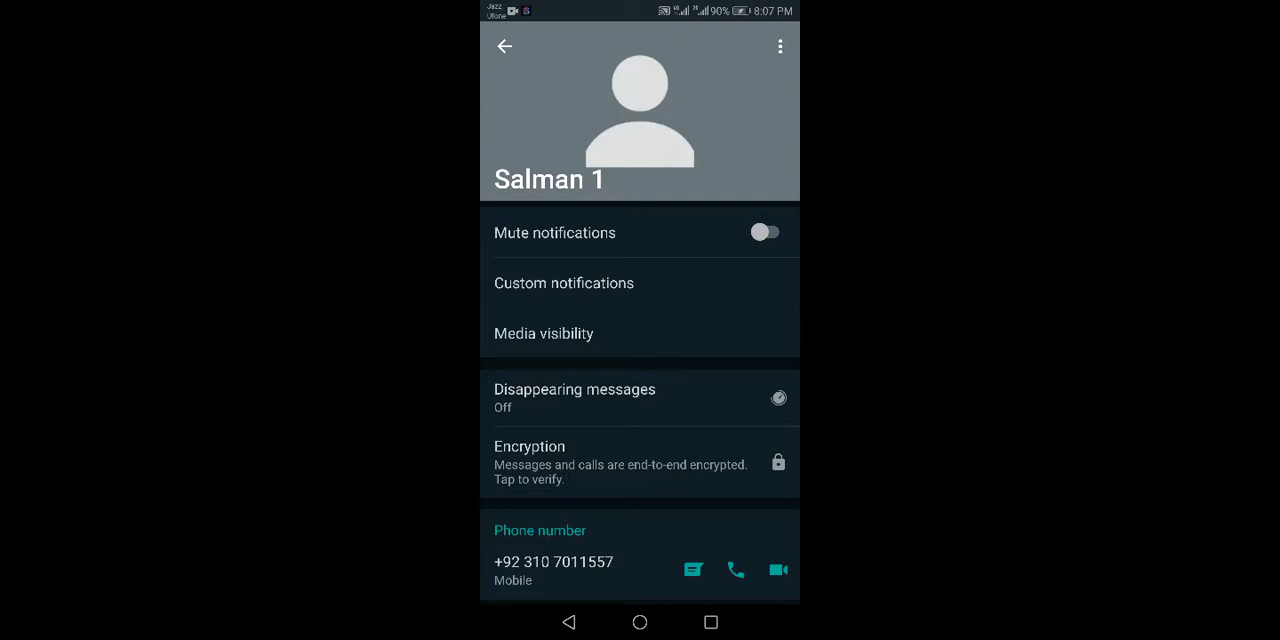 Jazz
Ufone
90% 8:07 PM
Salman 1
Mute notifications
Custom notifications
Media visibility
Disappearing messages
Off
Encryption
Messages and calls are end-to-end encrypted.
Tap to verify.
Phone number
+92 310 7011557
Mobile